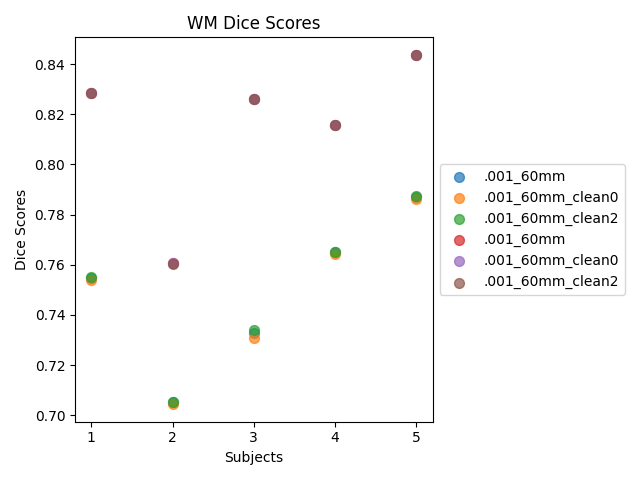 WM Dice Scores
0.84
0.82
0.80
0.78
0.76
0.74
0.72
0.70
Dice Scores
1 2 3 4 5
Subjects
.001_60mm
.001_60mm_clean0
.001_60mm_clean2
.001_60mm
.001_60mm_clean0
.001_60mm_clean2